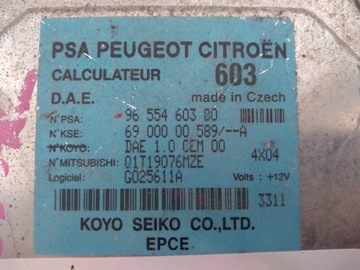 PSA PEUGEOT CITROËN
CALCULATEUR 603
D.A.E. made in Czech
N°PSA: 96 554 603 80
N°KSE: 69 000 00 589/--A
N°KOYO: DAE 1.0 CEM 00
N°MITSUBISHI: Q1T19076MZE 4X04
Logiciel: G025611A Volts : +12V
3311
KOYO SEIKO CO.,LTD.
EPCE